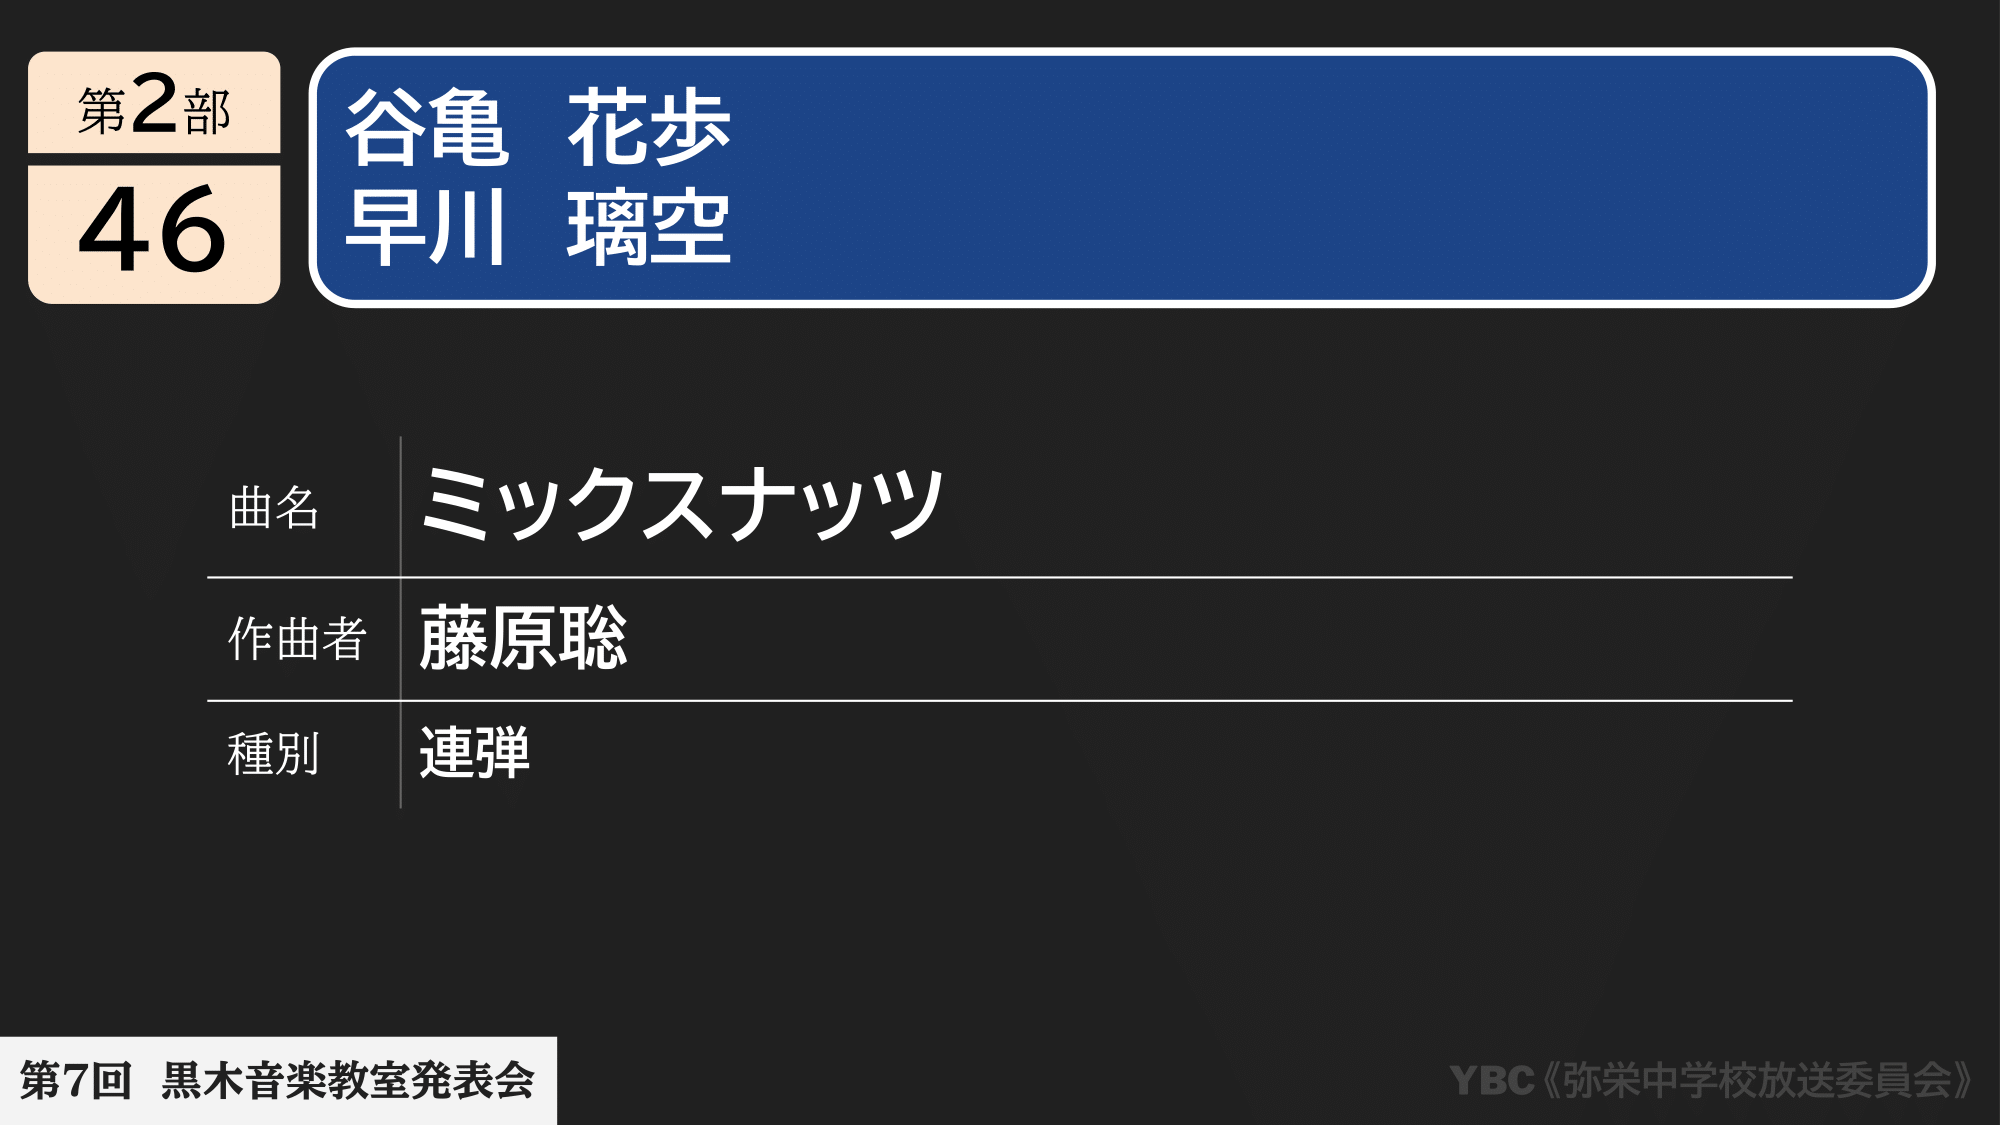 第2部
46
谷亀 花歩
早川 璃空
曲名 ミックスナッツ
作曲者 藤原聡
種別 連弾
第7回 黒木音楽教室発表会
YBC《弥栄中学校放送委員会》